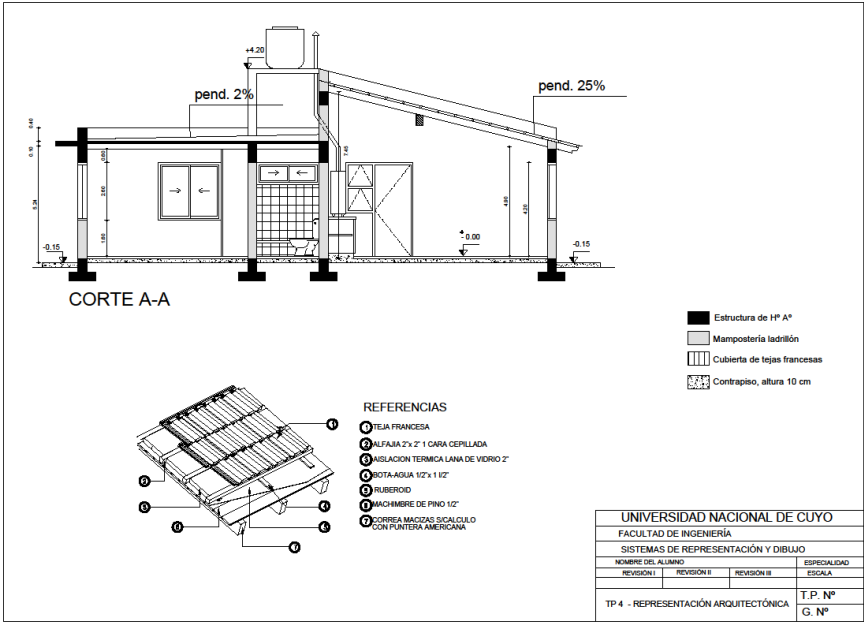 +4.20
pend. 2%
pend. 25%
0.40
0.10
5.24
0.60
2.60
1.60
7.45
4.90
4.20
-0.15
+
- 0.00
-0.15
CORTE A-A
Estructura de Hº Aº
Mampostería ladrillón
Cubierta de tejas francesas
Contrapiso, altura 10 cm
REFERENCIAS
1 TEJA FRANCESA
2 ALFAJIA 2"x 2" 1 CARA CEPILLADA
3 AISLACION TERMICA LANA DE VIDRIO 2"
4 BOTA-AGUA 1/2"x 1 1/2"
5 RUBEROID
6 MACHIMBRE DE PINO 1/2"
7 CORREA MACIZAS S/CALCULO
CON PUNTERA AMERICANA
1
2
4
7
UNIVERSIDAD NACIONAL DE CUYO
FACULTAD DE INGENIERÍA
SISTEMAS DE REPRESENTACIÓN Y DIBUJO
NOMBRE DEL ALUMNO ESPECIALIDAD
REVISIÓN I REVISIÓN II REVISIÓN III ESCALA
TP 4 - REPRESENTACIÓN ARQUITECTÓNICA
T.P. Nº
G. Nº